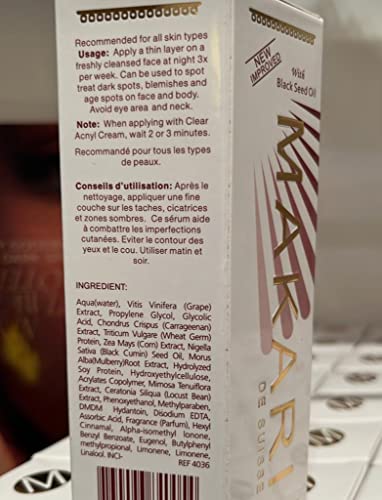 Recommended for all skin types
Usage: Apply a thin layer on a
freshly cleansed face at night 3x
per week. Can be used to spot
treat dark spots, blemishes and
age spots on face and body.
Avoid eye area and neck.
Note: When applying with Clear
Acnyl Cream, wait 2 or 3 minutes.
Recommandé pour tous les types
de peaux.
Conseils d'utilisation: Après le
nettoyage, appliquer une fine
couche sur les taches, cicatrices
et zones sombres. Ce sérum aide
à combattre les imperfections
cutanées. Eviter le contour des
yeux et le cou. Utiliser matin et
soir.
INGREDIENT:
Aqua(water), Vitis Vinifera (Grape)
Extract, Propylene Glycol, Glycolic
Acid, Chondrus Crispus (Carrageenan)
Extract, Triticum Vulgare (Wheat Germ)
Protein, Zea Mays (Corn) Extract, Nigella
Sativa (Black Cumin) Seed Oil, Morus
Alba(Mulberry)Root Extract, Hydrolyzed
Soy Protein, Hydroxyethylcellulose,
Acrylates Copolymer, Mimosa Tenuiflora
Extract, Ceratonia Siliqua (Locust Bean)
Extract, Phenoxyethanol, Methylparaben,
DMDM Hydantoin, Disodium EDTA,
Ascorbic Acid, Fragrance (Parfum), Hexyl
Cinnamal, Alpha-isomethyl Ionone,
Benzyl Benzoate, Eugenol, Butylphenyl
methylpropional, Limonene, Limonene,
Linalool. INCI-
REF 4036
NEW
IMPROVED
With
Black Seed Oil
MAKARI
DE SUISSE
M